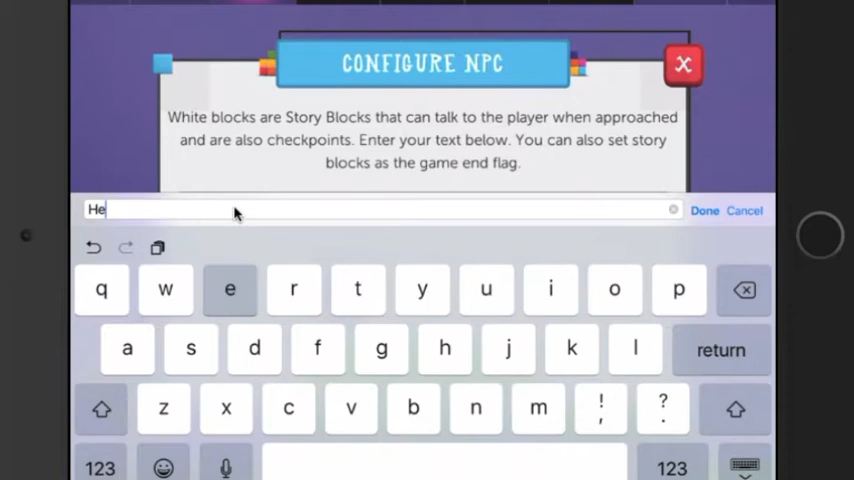 CONFIGURE NPC
X
White blocks are Story Blocks that can talk to the player when approached
and are also checkpoints. Enter your text below. You can also set story
blocks as the game end flag.
He
Done Cancel
q w e r t y u i o p
a s d f g h j k l return
z x c v b n m ! , ? .
123 123